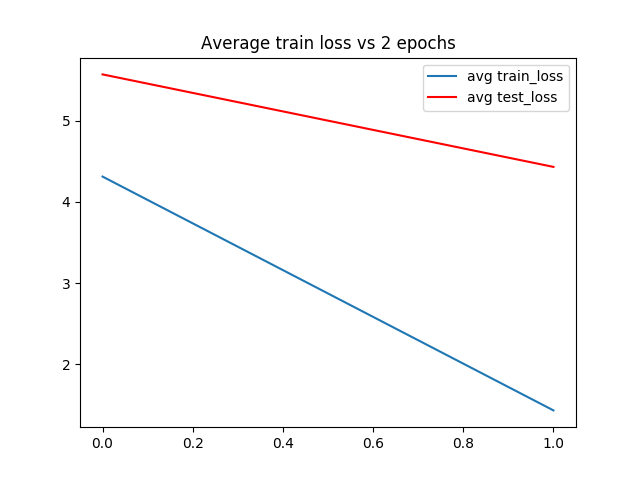 Average train loss vs 2 epochs
avg train_loss
avg test_loss
5
4
3
2
0.0 0.2 0.4 0.6 0.8 1.0